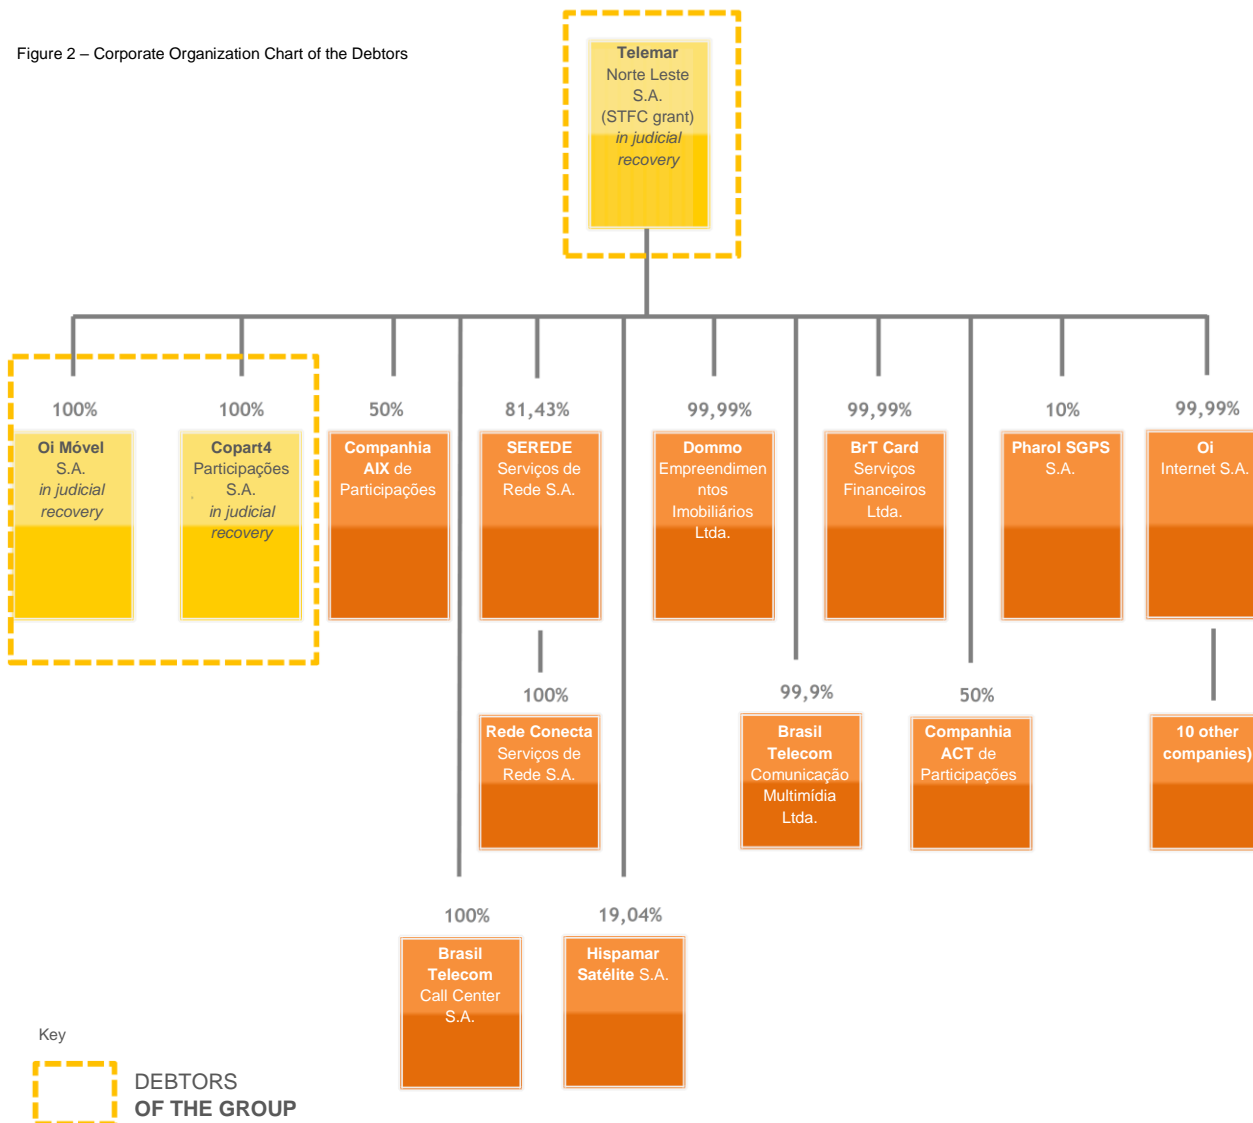 Figure 2 – Corporate Organization Chart of the Debtors
Telemar
Norte Leste
S.A.
(STFC grant)
in judicial
recovery
100%
Oi Móvel
S.A.
in judicial
recovery
100%
Copart4
Participações
S.A.
in judicial
recovery
50%
Companhia
AIX de
Participações
81,43%
SEREDE
Serviços de
Rede S.A.
99,99%
Dommo
Empreendimen
ntos
Imobiliários
Ltda.
99,99%
BrT Card
Serviços
Financeiros
Ltda.
10%
Pharol SGPS
S.A.
99,99%
Oi
Internet S.A.
100%
Rede Conecta
Serviços de
Rede S.A.
99,9%
Brasil
Telecom
Comunicação
Multimídia
Ltda.
50%
Companhia
ACT de
Participações
10 other
companies)
100%
Brasil
Telecom
Call Center
S.A.
19,04%
Hispamar
Satélite S.A.
Key
DEBTORS
OF THE GROUP